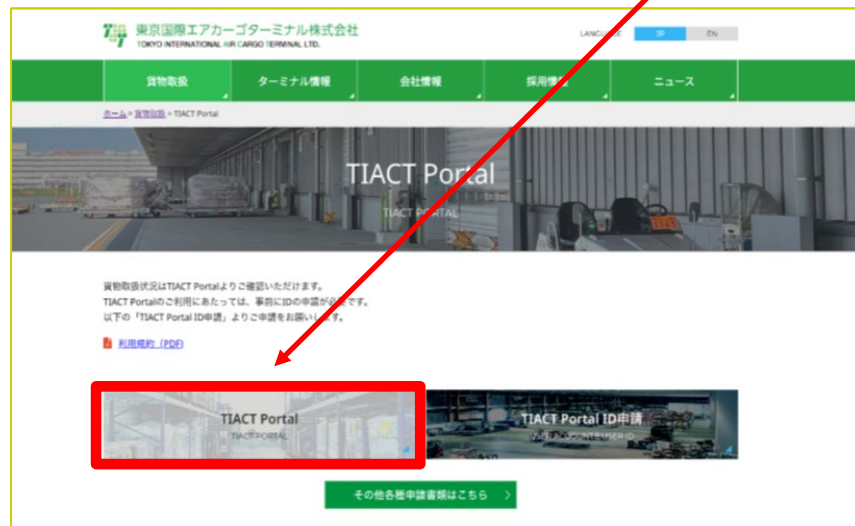 東京国際エアカーゴターミナル株式会社
TOKYO INTERNATIONAL AIR CARGO TERMINAL LTD.
JP
EN
貨物取扱
ターミナル情報
会社情報
ニュース
ホーム > 貨物取扱 > TIACT Portal
TIACT Portal
TIACT PORTAL
貨物取扱状況はTIACT Portalよりご確認いただけます。
TIACT Portalのご利用にあたっては、事前にIDの申請が必要です。
以下の「TIACT Portal ID申請」よりご申請をお願いします。
利用規約 (PDF)
TIACT Portal
TIACT PORTAL
TIACT Portal ID申請
その他各種申請書類はこちら